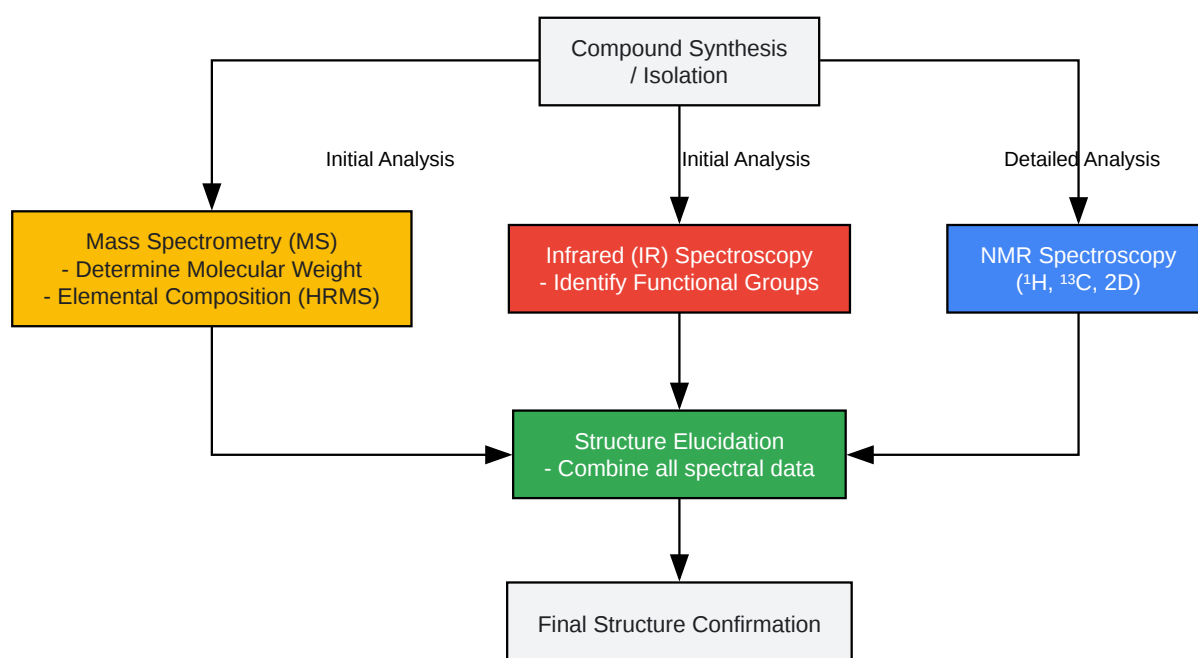 Compound Synthesis
/ Isolation
Initial Analysis
Initial Analysis
Detailed Analysis
Mass Spectrometry (MS)
- Determine Molecular Weight
- Elemental Composition (HRMS)
Infrared (IR) Spectroscopy
- Identify Functional Groups
NMR Spectroscopy
(¹H, ¹³C, 2D)
Structure Elucidation
- Combine all spectral data
Final Structure Confirmation